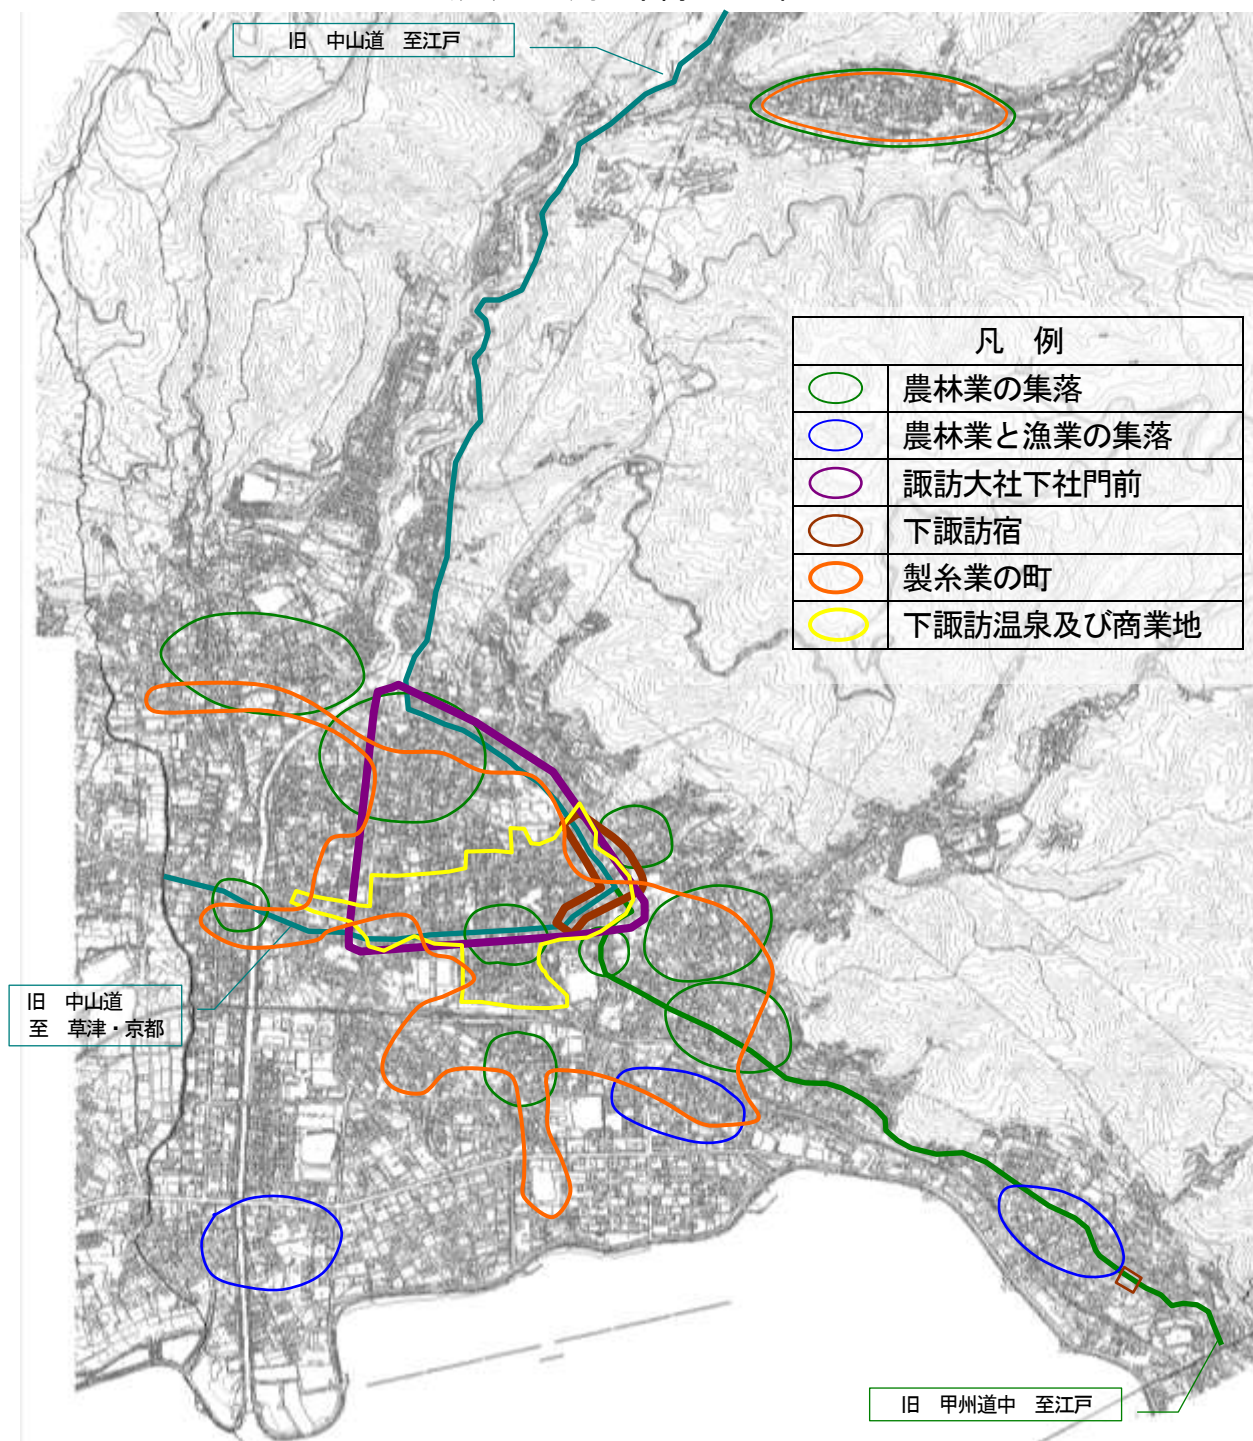 旧　中山道　至江戸
凡　例
農林業の集落
農林業と漁業の集落
諏訪大社下社門前
下諏訪宿
製糸業の町
下諏訪温泉及び商業地
旧　中山道
至　草津・京都
旧　甲州道中　至江戸